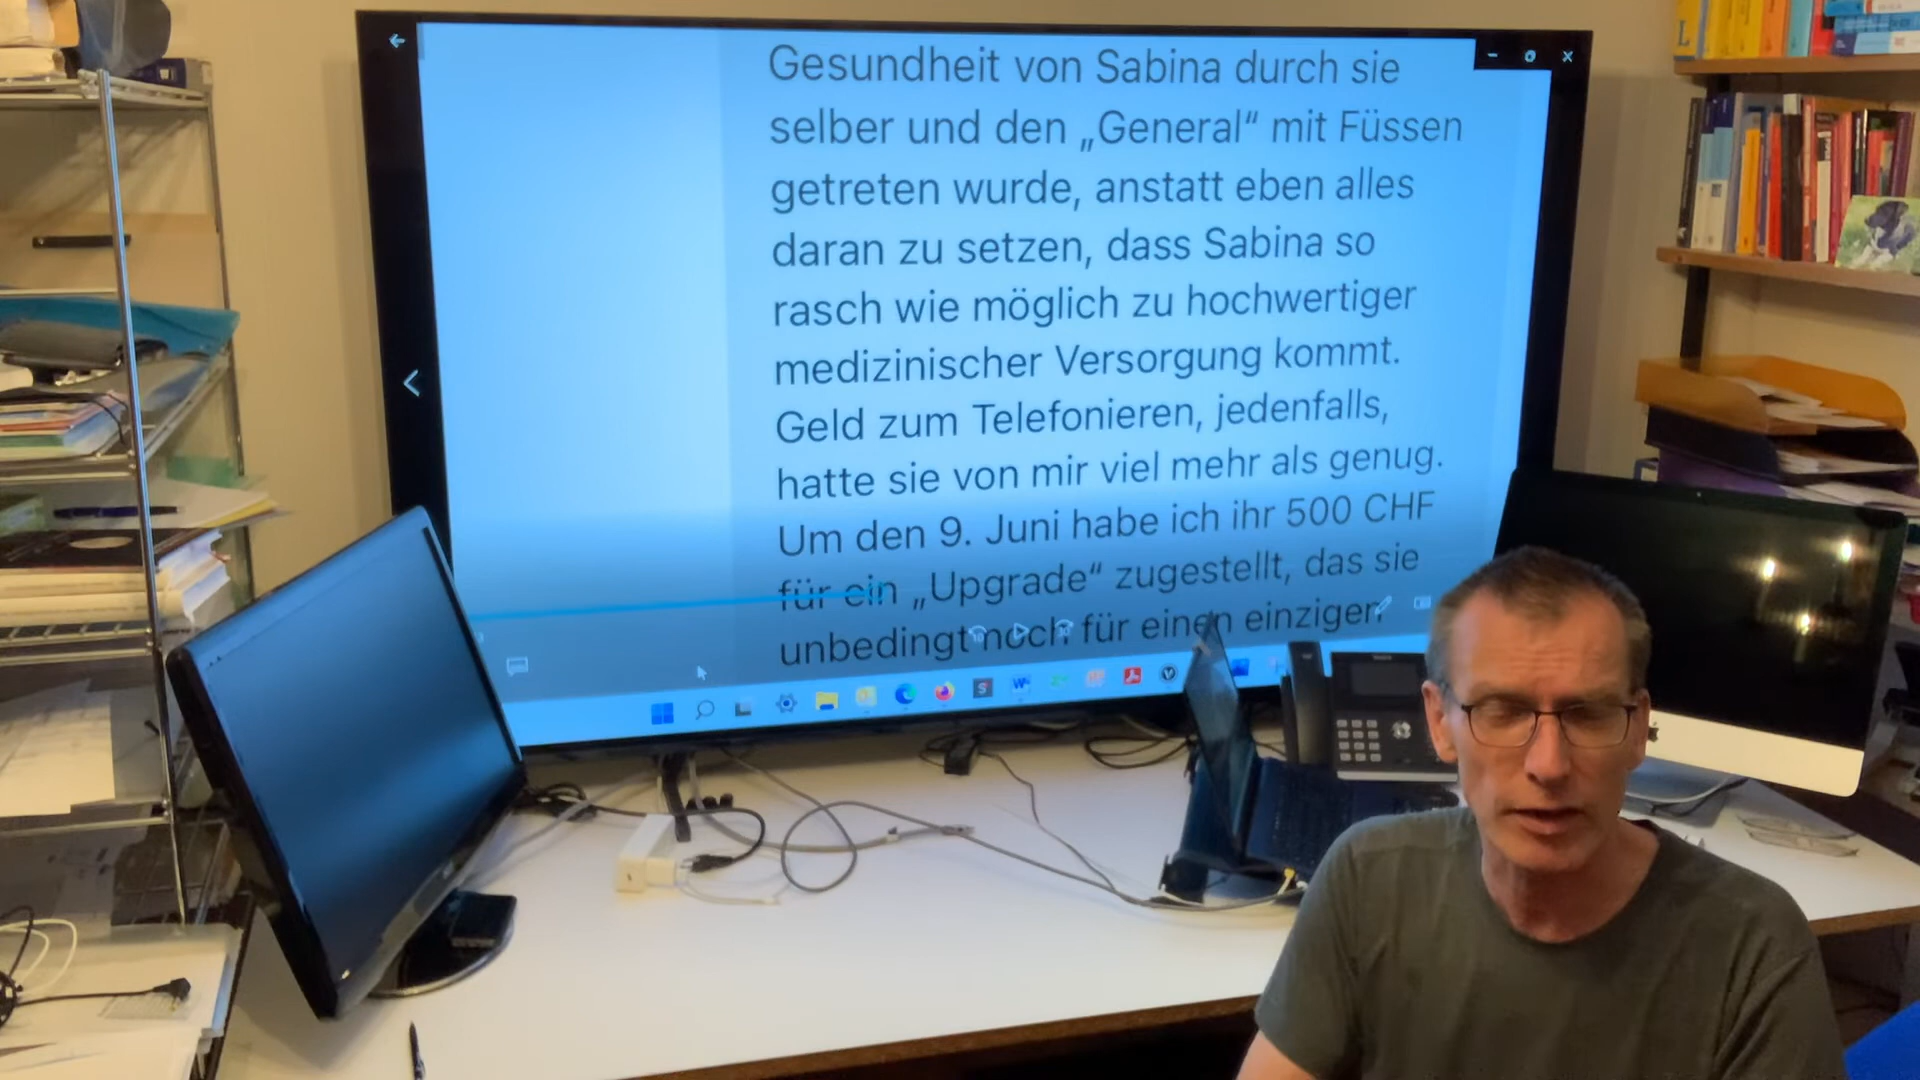 Gesundheit von Sabina durch sie
selber und den „General“ mit Füssen
getreten wurde, anstatt eben alles
daran zu setzen, dass Sabina so
rasch wie möglich zu hochwertiger
medizinischer Versorgung kommt.
Geld zum Telefonieren, jedenfalls,
hatte sie von mir viel mehr als genug.
Um den 9. Juni habe ich ihr 500 CHF
für ein „Upgrade“ zugestellt, das sie
unbedingt noch für einen einzigen